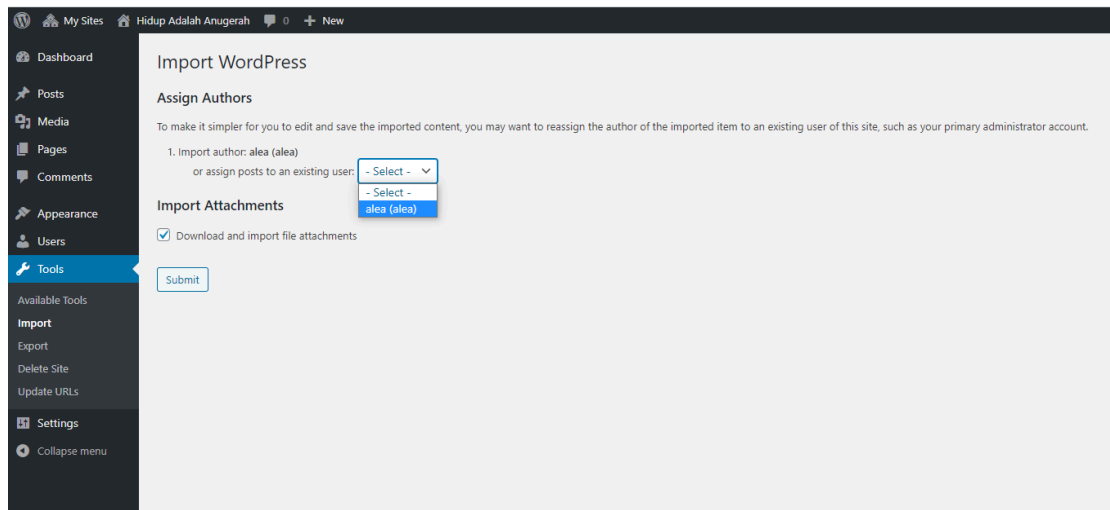 My Sites Hidup Adalah Anugerah 0 New
Dashboard
Posts
Media
Pages
Comments
Appearance
Users
Tools
Available Tools
Import
Export
Delete Site
Update URLs
Settings
Collapse menu
Import WordPress
Assign Authors
To make it simpler for you to edit and save the imported content, you may want to reassign the author of the imported item to an existing user of this site, such as your primary administrator account.
1. Import author: alea (alea)
or assign posts to an existing user: - Select -
- Select -
alea (alea)
Import Attachments
Download and import file attachments
Submit